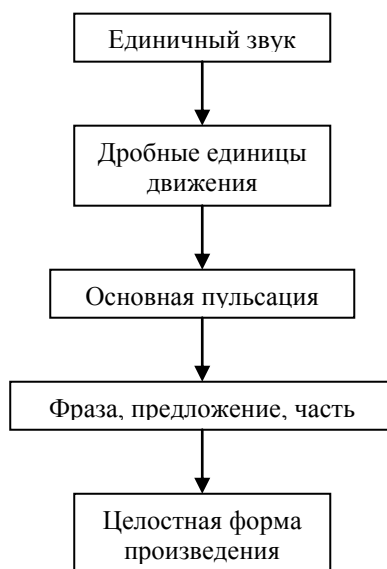 Единичный звук
Дробные единицы
движения
Основная пульсация
Фраза, предложение, часть
Целостная форма
произведения